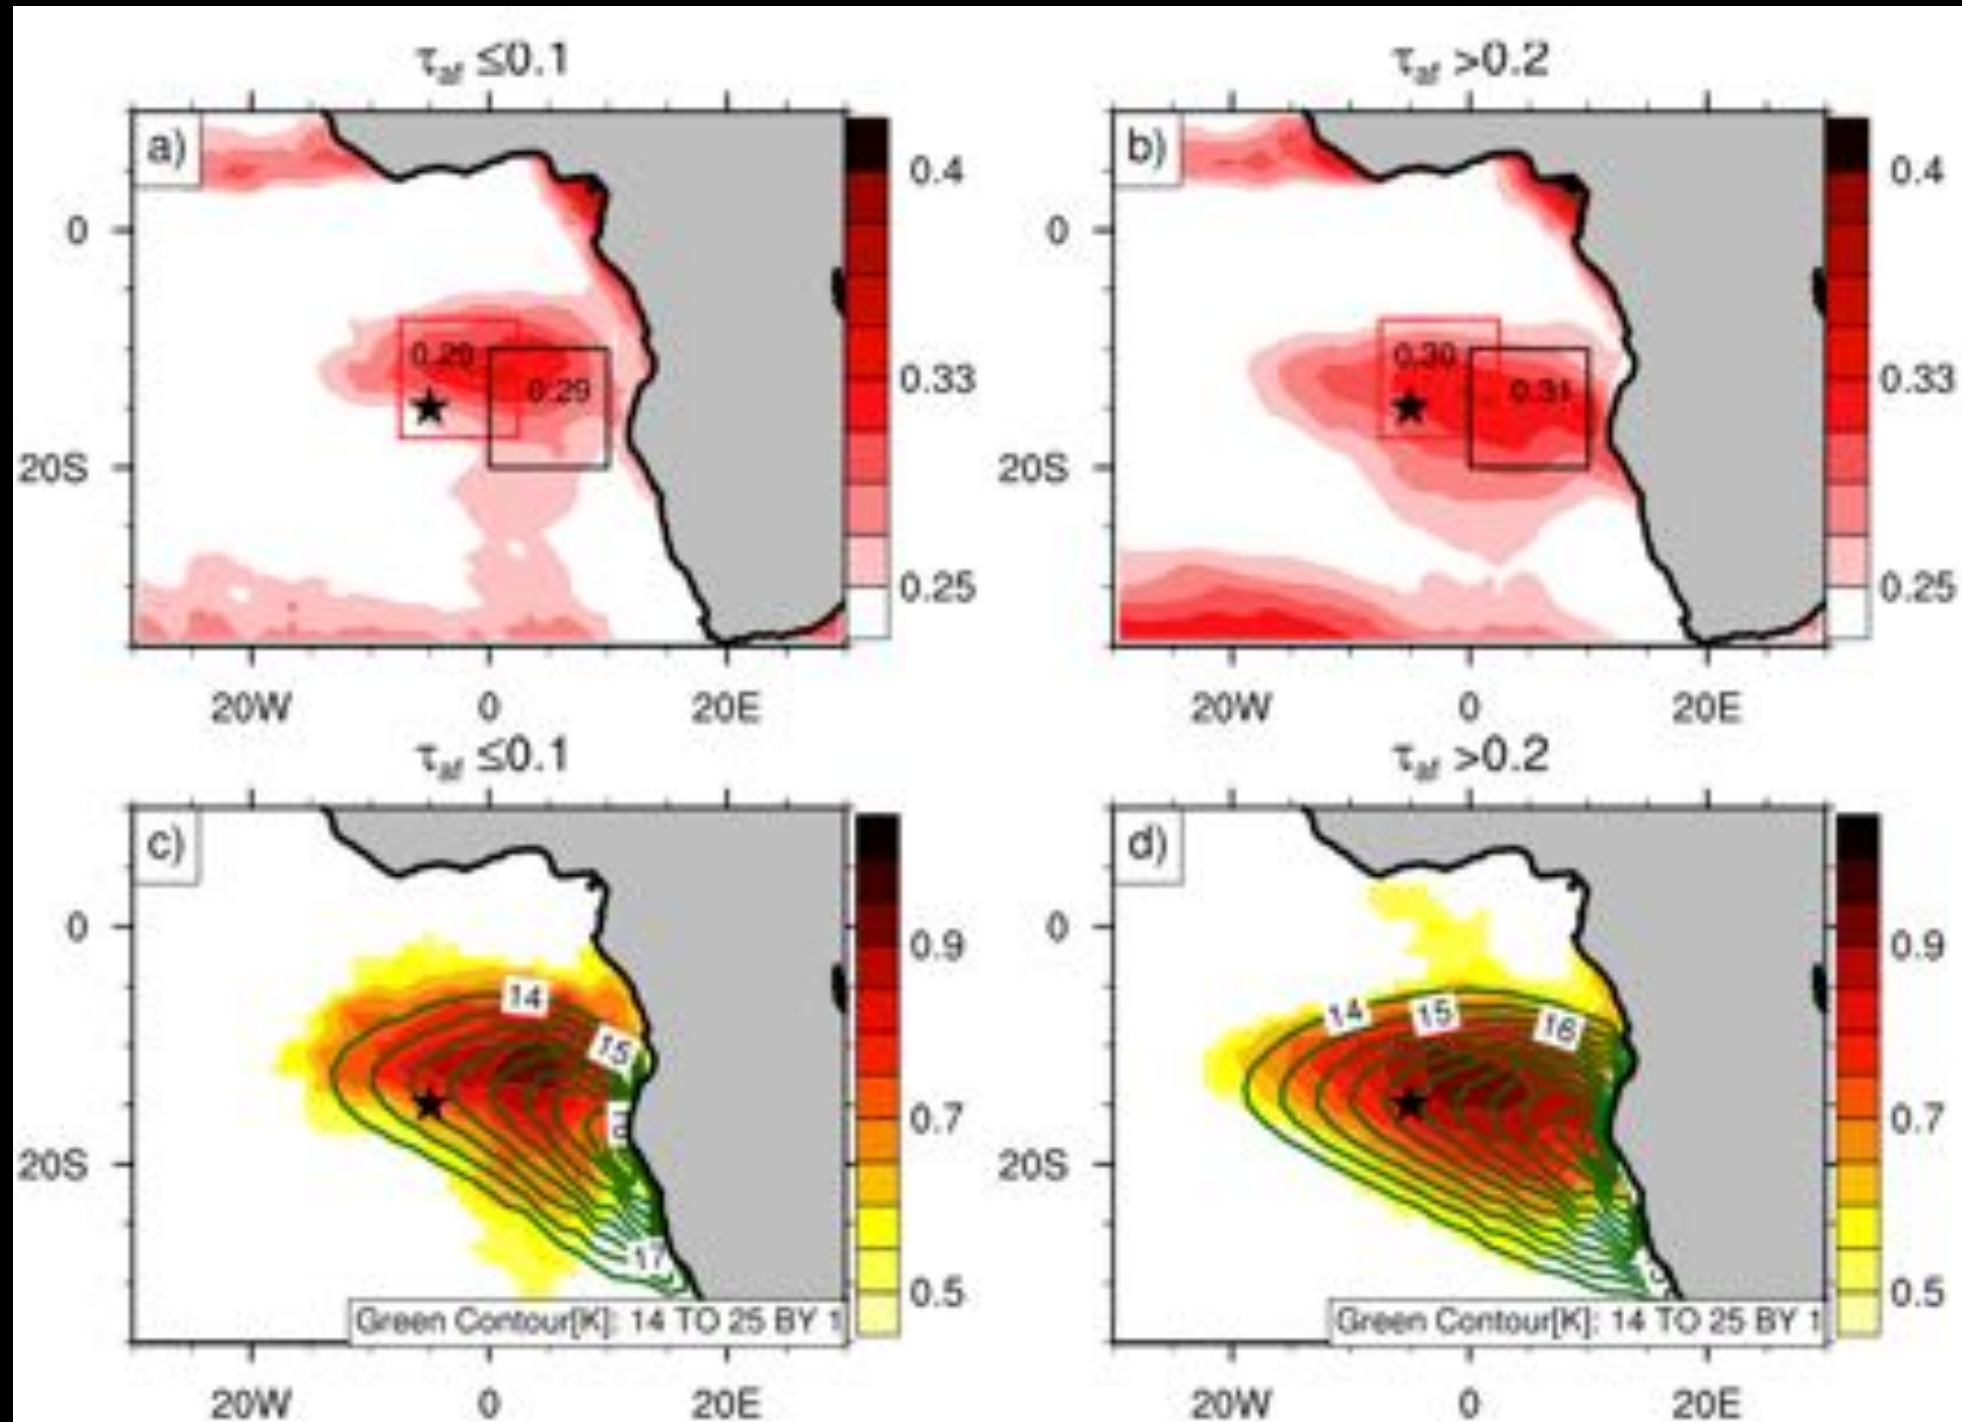 τaf ≤0.1
a)
0
20S
20W 0 20E
0.29
0.29
0.4
0.33
0.25
τaf >0.2
b)
0
20S
20W 0 20E
0.30
0.31
0.4
0.33
0.25
τaf ≤0.1
c)
0
20S
20W 0 20E
14
15
17
Green Contour[K]: 14 TO 25 BY 1
0.9
0.7
0.5
τaf >0.2
d)
0
20S
20W 0 20E
14 15 16
Green Contour[K]: 14 TO 25 BY 1
0.9
0.7
0.5